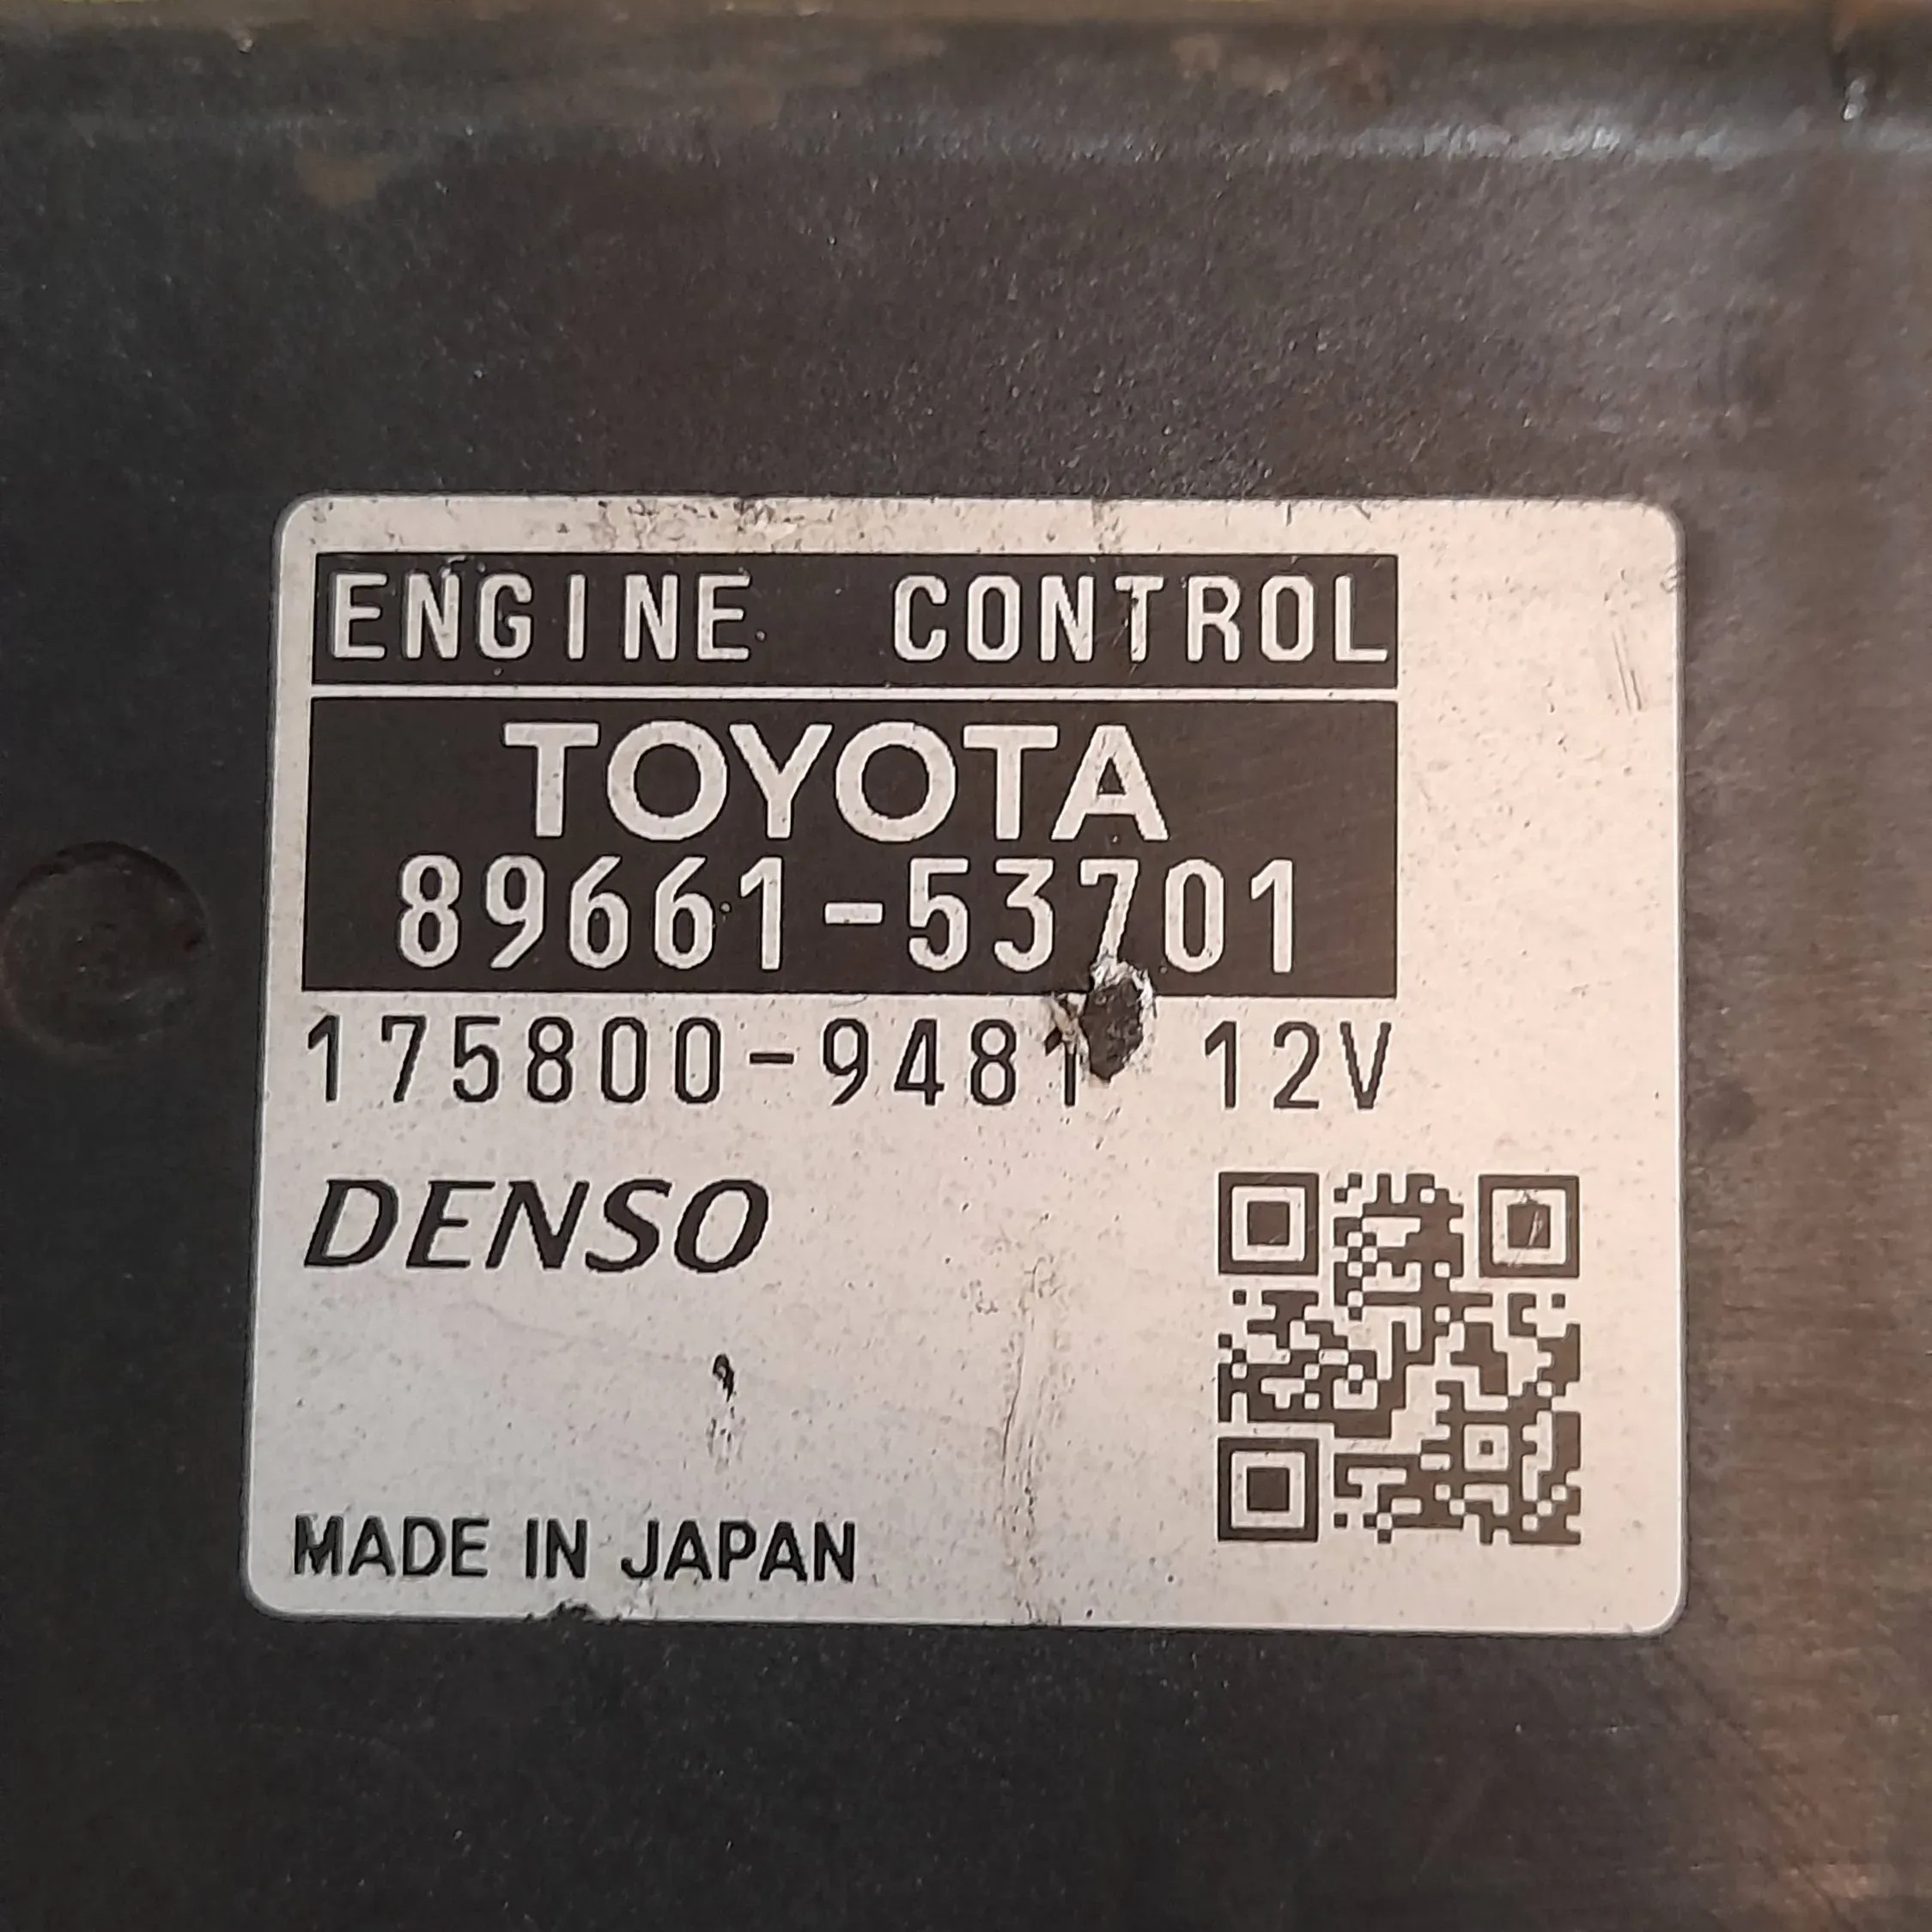 ENGINE CONTROL
TOYOTA
89661-53701
175800-9481 12V
DENSO
MADE IN JAPAN